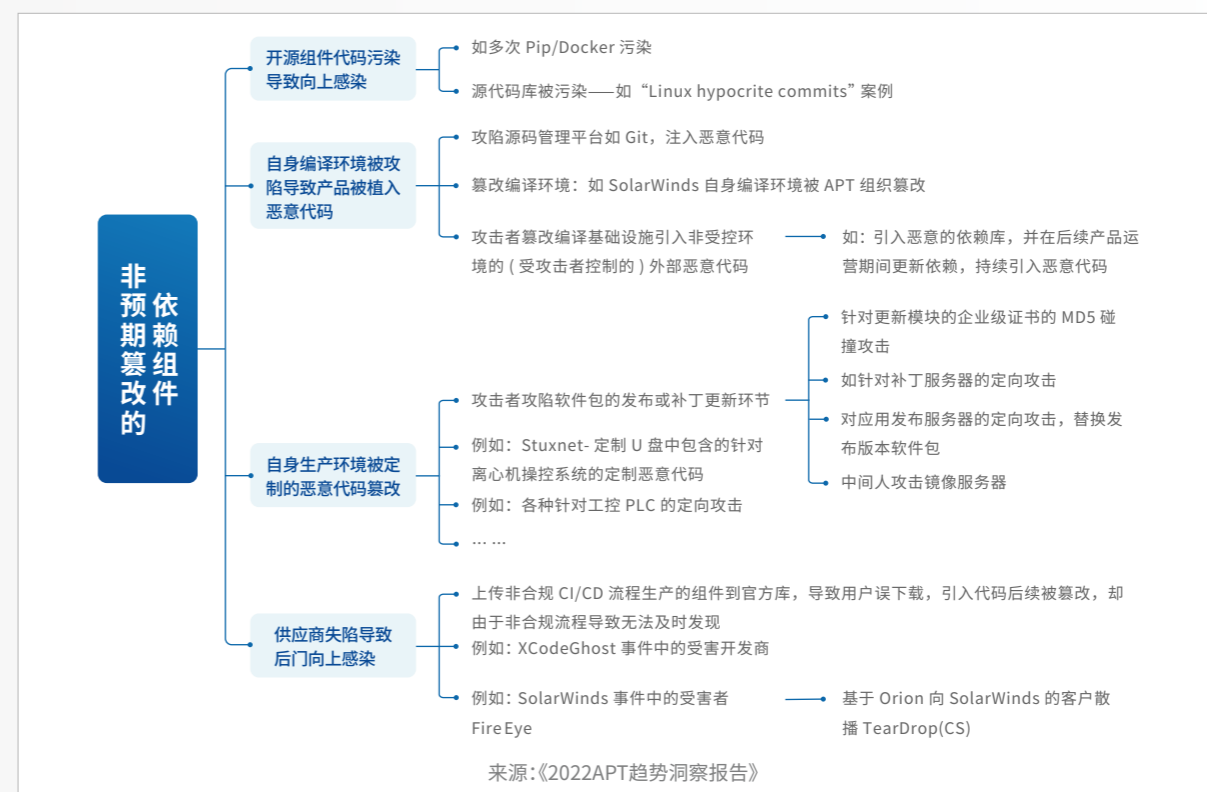 非预期篡改的
依赖组件
开源组件代码污染
导致向上感染
如多次 Pip/Docker 污染
源代码库被污染——如“Linux hypocrite commits”案例
自身编译环境被攻
陷导致产品被植入
恶意代码
攻陷源码管理平台如 Git，注入恶意代码
篡改编译环境：如 SolarWinds 自身编译环境被 APT 组织篡改
攻击者篡改编译基础设施引入非受控环
境的 ( 受攻击者控制的 ) 外部恶意代码
如：引入恶意的依赖库，并在后续产品运
营期间更新依赖，持续引入恶意代码
自身生产环境被定
制的恶意代码篡改
攻击者攻陷软件包的发布或补丁更新环节
针对更新模块的企业级证书的 MD5 碰
撞攻击
如针对补丁服务器的定向攻击
对应用发布服务器的定向攻击，替换发
布版本软件包
中间人攻击镜像服务器
例如：Stuxnet- 定制 U 盘中包含的针对
离心机操控系统的定制恶意代码
例如：各种针对工控 PLC 的定向攻击
… …
供应商失陷导致
后门向上感染
上传非合规 CI/CD 流程生产的组件到官方库，导致用户误下载，引入代码后续被篡改，却
由于非合规流程导致无法及时发现
例如：XCodeGhost 事件中的受害开发商
例如：SolarWinds 事件中的受害者
FireEye
基于 Orion 向 SolarWinds 的客户散
播 TearDrop(CS)
来源：《2022APT趋势洞察报告》